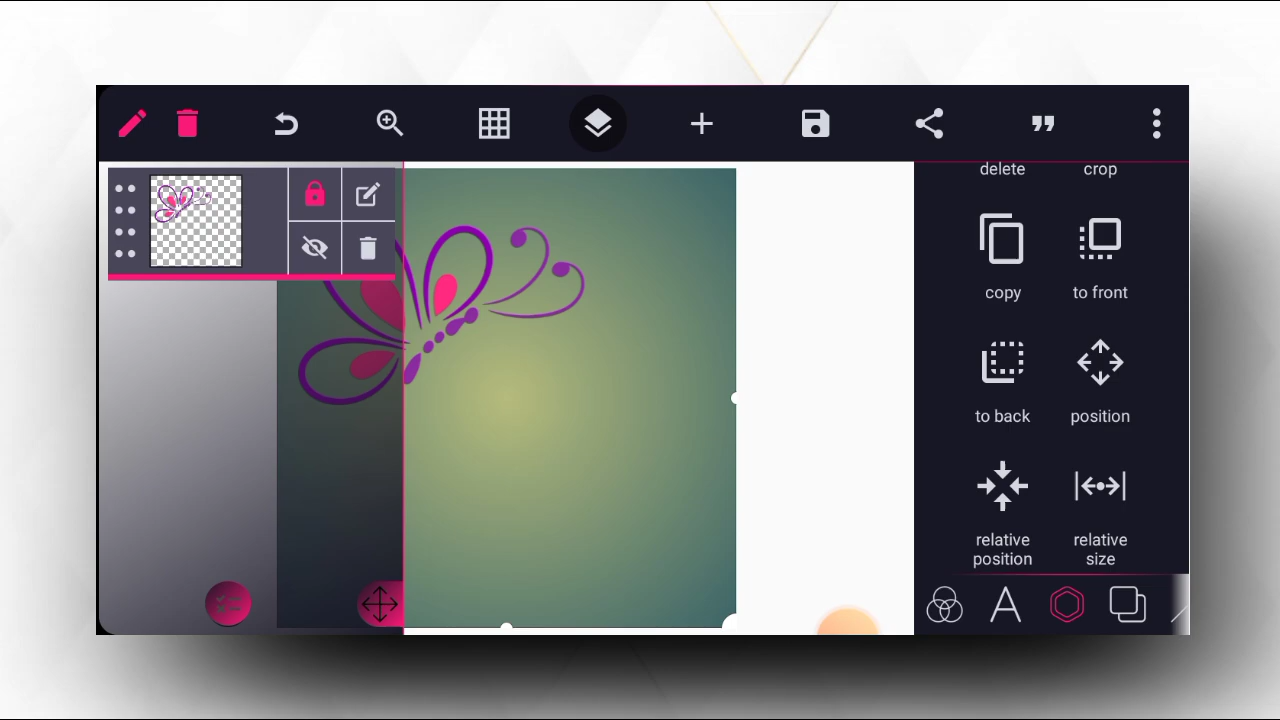 delete
crop
copy
to front
to back
position
relative
position
relative
size